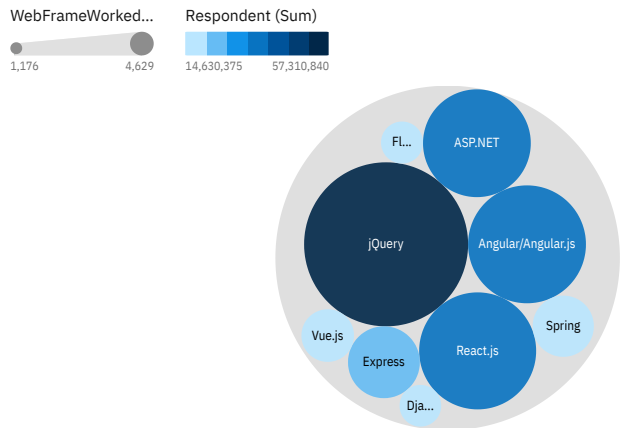 WebFrameWorked... Respondent (Sum)
1,176 4,629 14,630,375 57,310,840
Fl... ASP.NET
jQuery Angular/Angular.js
Vue.js Spring
Express React.js
Dja...